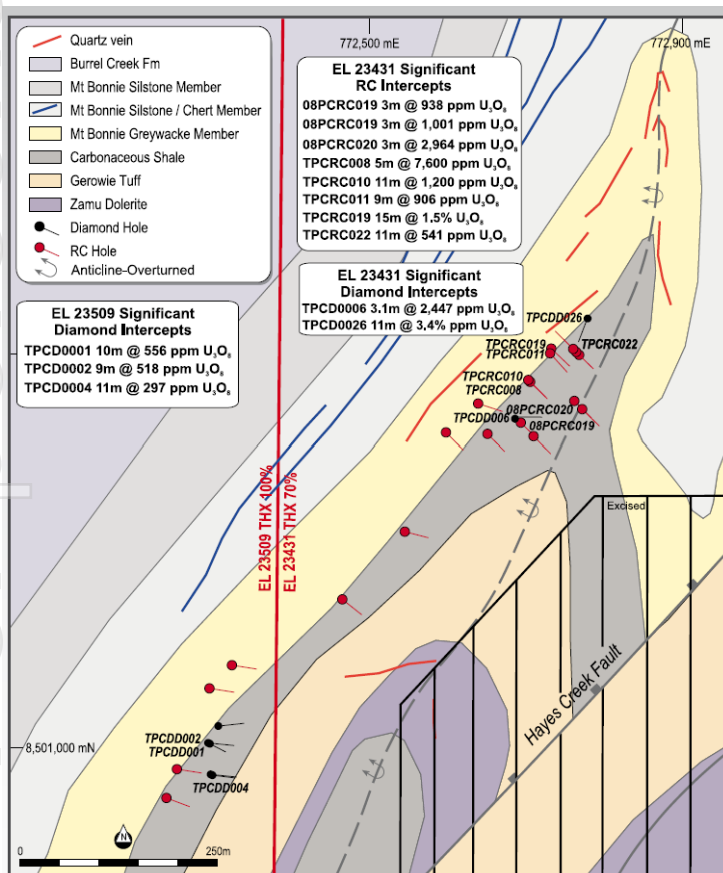 772,500 mE
772,900 mE
Quartz vein
Burrel Creek Fm
Mt Bonnie Silstone Member
Mt Bonnie Silstone / Chert Member
Mt Bonnie Greywacke Member
Carbonaceous Shale
Gerowie Tuff
Zamu Dolerite
Diamond Hole
RC Hole
Anticline-Overturned
EL 23431 Significant
RC Intercepts
08PCRC019 3m @ 938 ppm U₃O₈
08PCRC019 3m @ 1,001 ppm U₃O₈
08PCRC020 3m @ 2,964 ppm U₃O₈
TPCRC008 5m @ 7,600 ppm U₃O₈
TPCRC010 11m @ 1,200 ppm U₃O₈
TPCRC011 9m @ 906 ppm U₃O₈
TPCRC019 15m @ 1.5% U₃O₈
TPCRC022 11m @ 541 ppm U₃O₈
EL 23431 Significant
Diamond Intercepts
TPCD0006 3.1m @ 2,447 ppm U₃O₈
TPCD0026 11m @ 3,4% ppm U₃O₈
EL 23509 Significant
Diamond Intercepts
TPCD0001 10m @ 556 ppm U₃O₈
TPCD0002 9m @ 518 ppm U₃O₈
TPCD0004 11m @ 297 ppm U₃O₈
TPCDD026
TPCRC019
TPCRC011
TPCRC022
TPCRC010
TPCRC008
08PCRC020
TPCDD006
08PCRC019
EL 23509 THX 100%
EL 23431 THX 70%
Excised
Hayes Creek Fault
TPCDD002
TPCDD001
8,501,000 mN
TPCDD004
N
0
250m